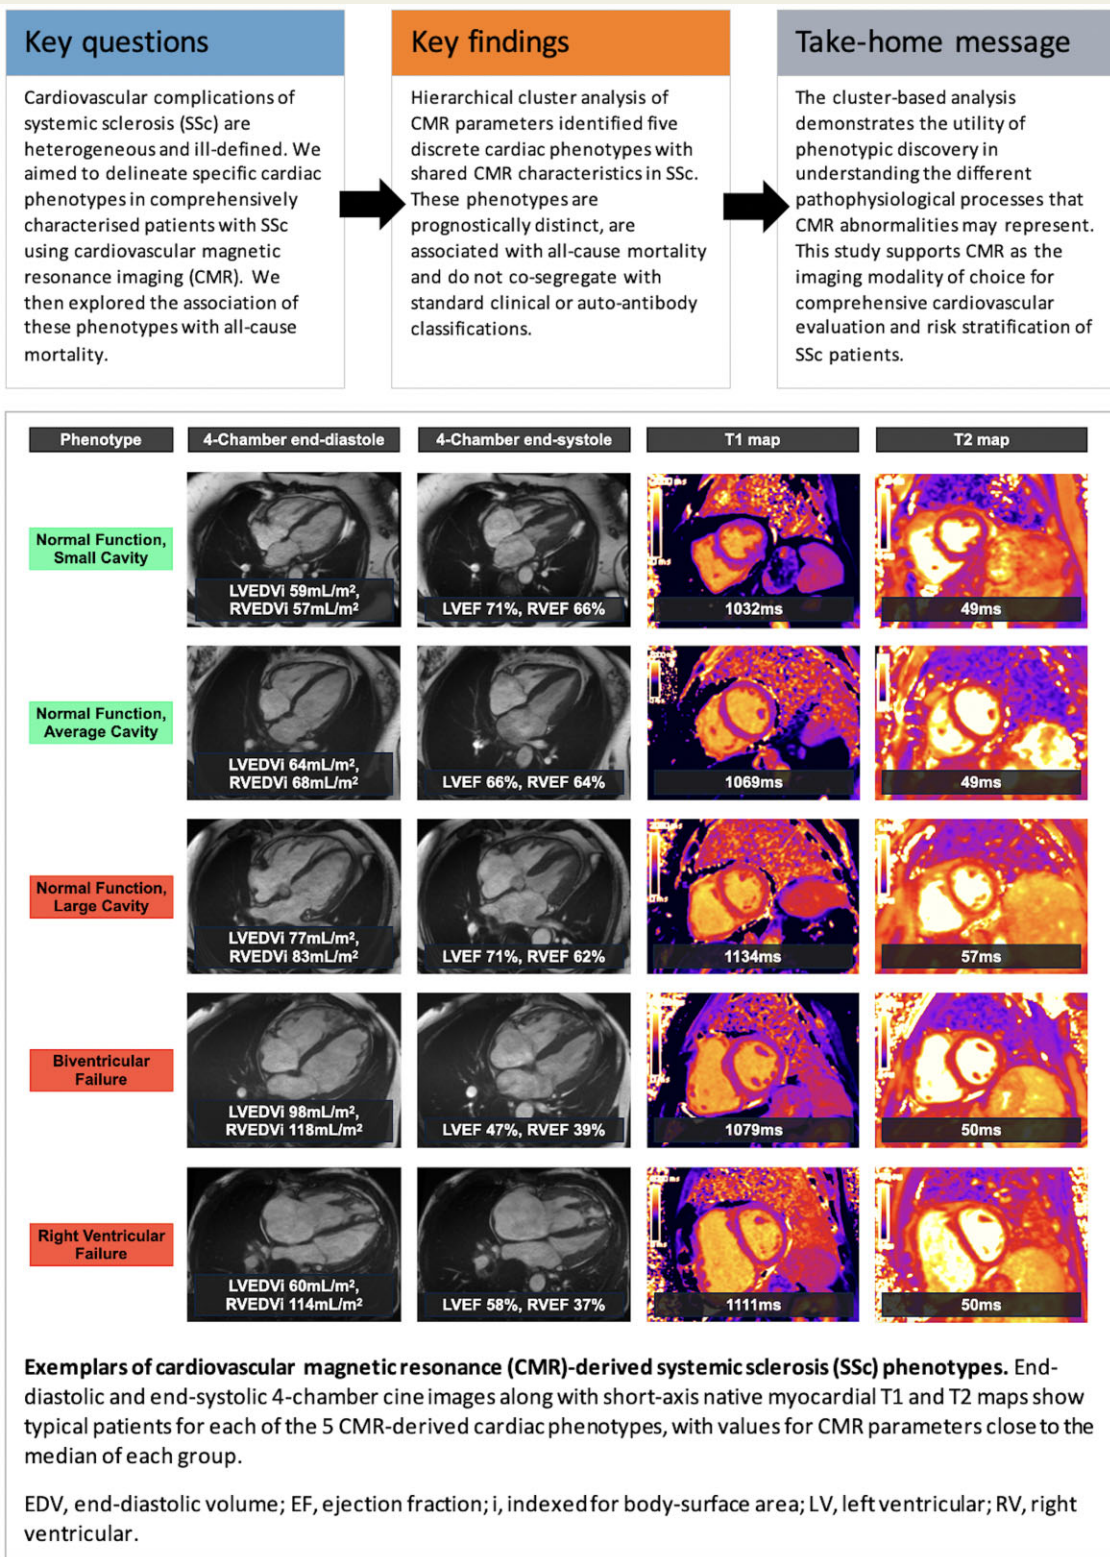 Key questions
Cardiovascular complications of
systemic sclerosis (SSc) are
heterogeneous and ill-defined. We
aimed to delineate specific cardiac
phenotypes in comprehensively
characterised patients with SSc
using cardiovascular magnetic
resonance imaging (CMR). We
then explored the association of
these phenotypes with all-cause
mortality.
Key findings
Hierarchical cluster analysis of
CMR parameters identified five
discrete cardiac phenotypes with
shared CMR characteristics in SSc.
These phenotypes are
prognostically distinct, are
associated with all-cause mortality
and do not co-segregate with
standard clinical or auto-antibody
classifications.
Take-home message
The cluster-based analysis
demonstrates the utility of
phenotypic discovery in
understanding the different
pathophysiological processes that
CMR abnormalities may represent.
This study supports CMR as the
imaging modality of choice for
comprehensive cardiovascular
evaluation and risk stratification of
SSc patients.
Phenotype
4-Chamber end-diastole
4-Chamber end-systole
T1 map
T2 map
Normal Function,
Small Cavity
LVEDVi 59mL/m²,
RVEDVi 57mL/m²
LVEF 71%, RVEF 66%
1032ms
49ms
Normal Function,
Average Cavity
LVEDVi 64mL/m²,
RVEDVi 68mL/m²
LVEF 66%, RVEF 64%
1069ms
49ms
Normal Function,
Large Cavity
LVEDVi 77mL/m²,
RVEDVi 83mL/m²
LVEF 71%, RVEF 62%
1134ms
57ms
Biventricular
Failure
LVEDVi 98mL/m²,
RVEDVi 118mL/m²
LVEF 47%, RVEF 39%
1079ms
50ms
Right Ventricular
Failure
LVEDVi 60mL/m²,
RVEDVi 114mL/m²
LVEF 58%, RVEF 37%
1111ms
50ms
Exemplars of cardiovascular magnetic resonance (CMR)-derived systemic sclerosis (SSc) phenotypes. End-
diastolic and end-systolic 4-chamber cine images along with short-axis native myocardial T1 and T2 maps show
typical patients for each of the 5 CMR-derived cardiac phenotypes, with values for CMR parameters close to the
median of each group.
EDV, end-diastolic volume; EF, ejection fraction; i, indexed for body-surface area; LV, left ventricular; RV, right
ventricular.